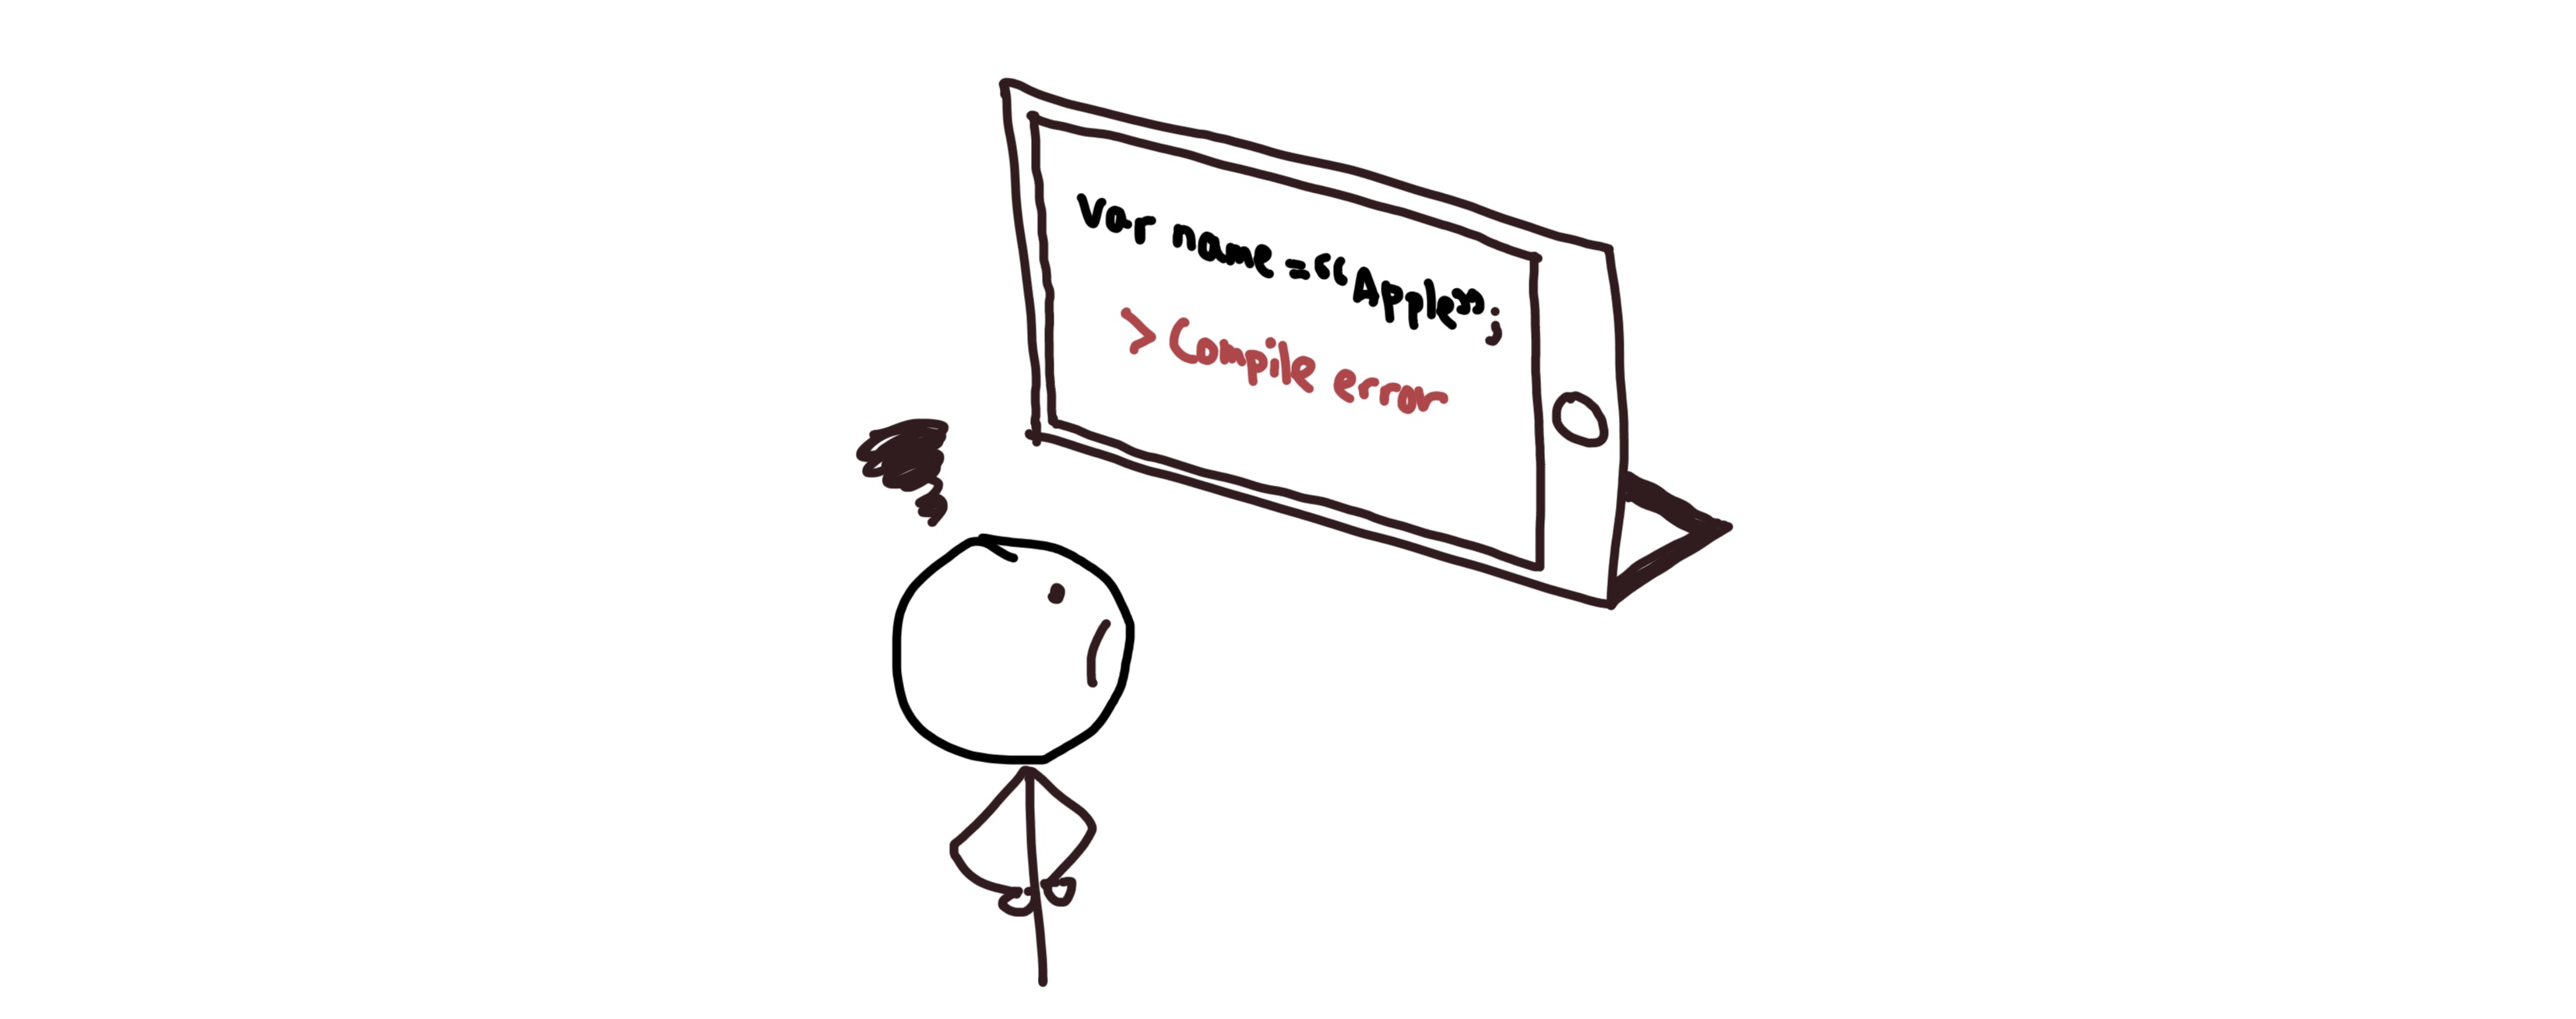 var name = “Apple”;
> Compile error